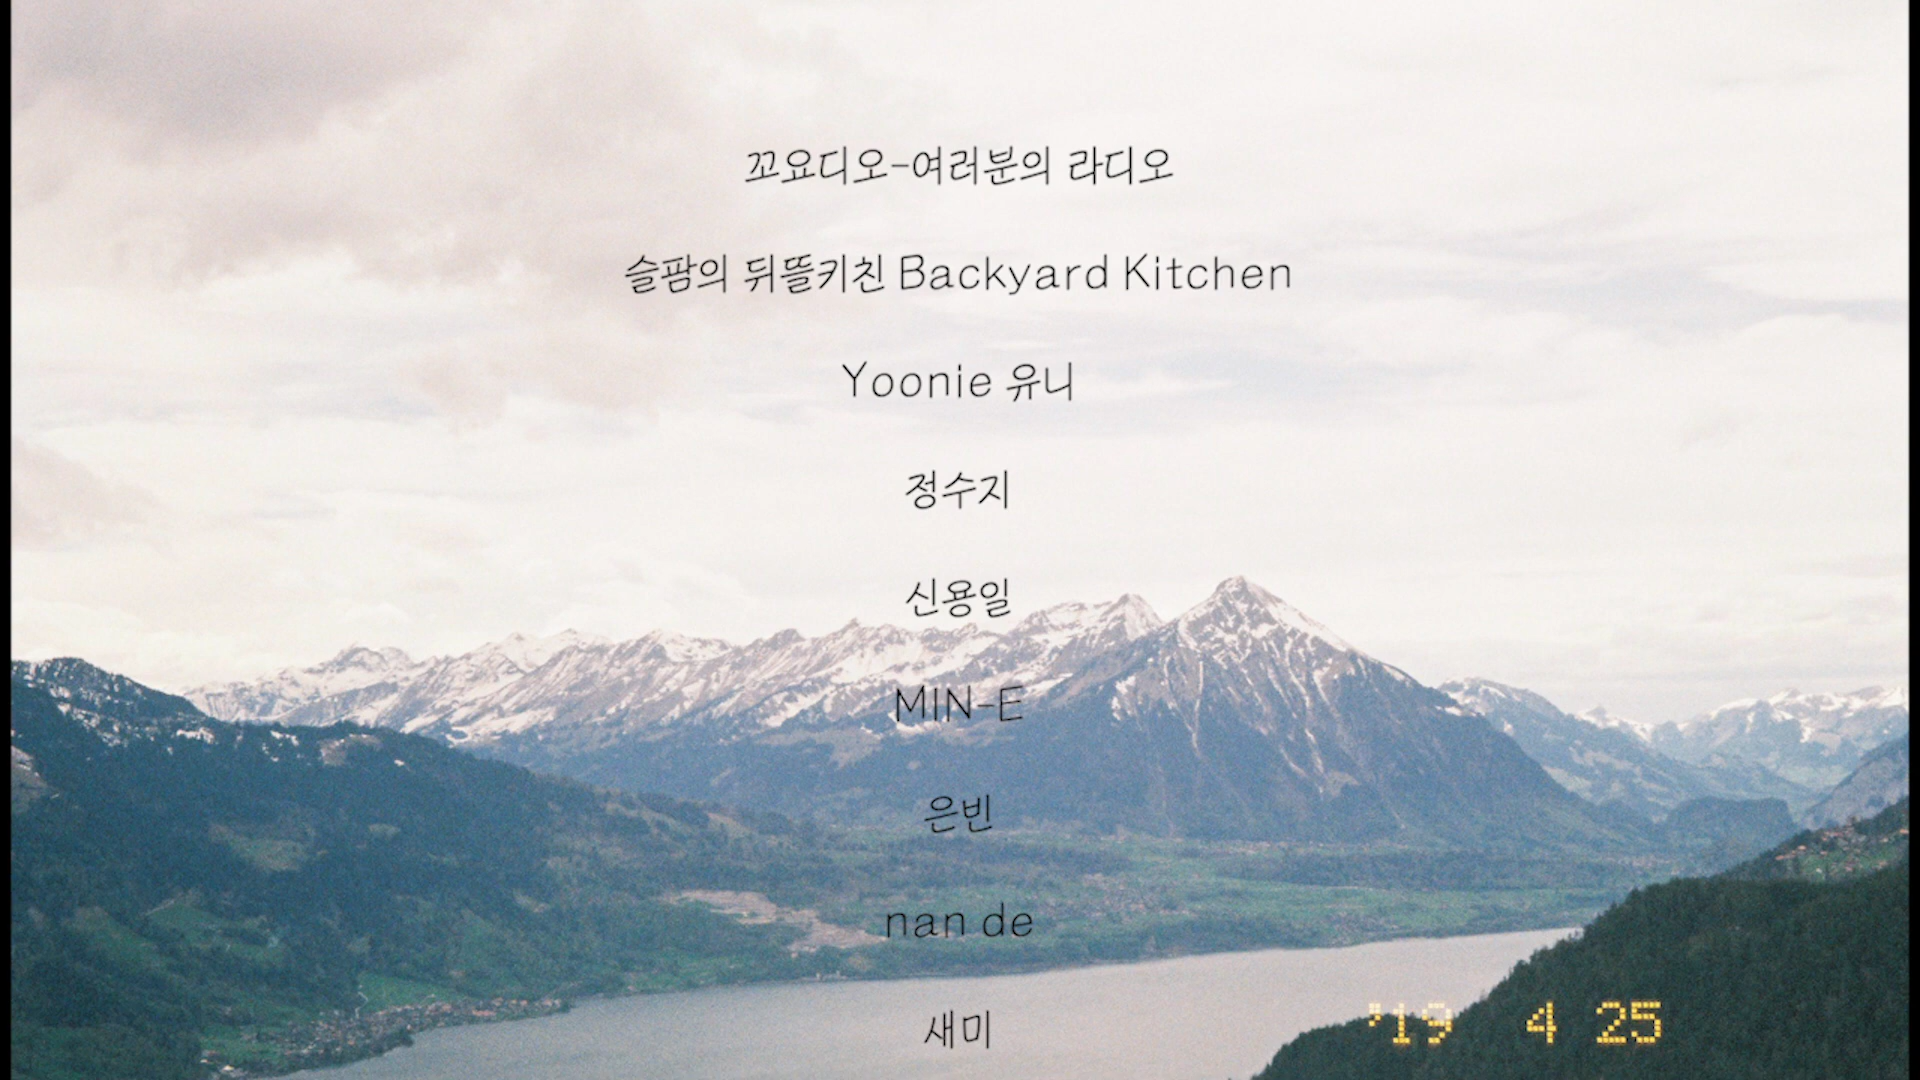 꼬요디오-여러분의 라디오
슬팜의 뒤뜰키친 Backyard Kitchen
Yoonie 유니
정수지
신용일
MIN-E
은빈
nan de
새미
'19 4 25